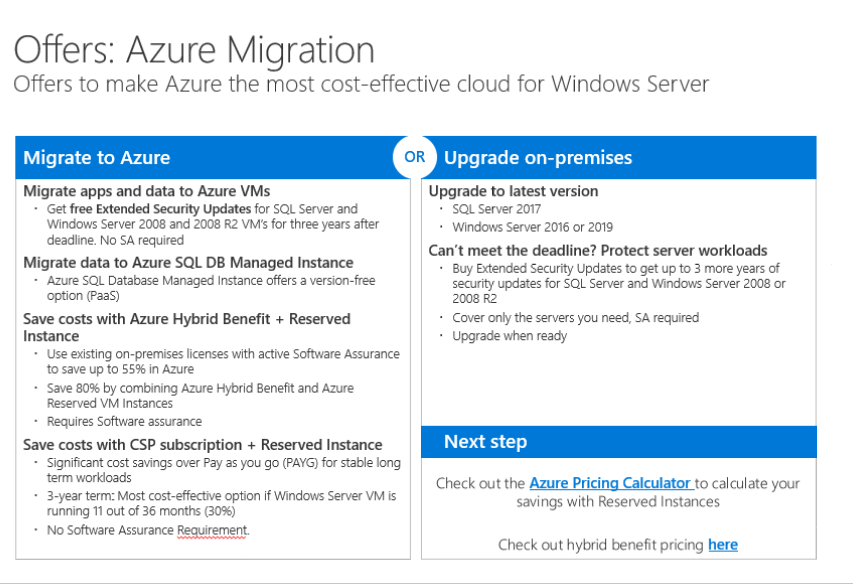 Offers: Azure Migration
Offers to make Azure the most cost-effective cloud for Windows Server
Migrate to Azure
OR
Upgrade on-premises
Migrate apps and data to Azure VMs
· Get free Extended Security Updates for SQL Server and
Windows Server 2008 and 2008 R2 VM's for three years after
deadline. No SA required
Migrate data to Azure SQL DB Managed Instance
· Azure SQL Database Managed Instance offers a version-free
option (PaaS)
Save costs with Azure Hybrid Benefit + Reserved
Instance
· Use existing on-premises licenses with active Software Assurance
to save up to 55% in Azure
· Save 80% by combining Azure Hybrid Benefit and Azure
Reserved VM Instances
· Requires Software assurance
Save costs with CSP subscription + Reserved Instance
· Significant cost savings over Pay as you go (PAYG) for stable long
term workloads
· 3-year term: Most cost-effective option if Windows Server VM is
running 11 out of 36 months (30%)
· No Software Assurance Requirement.
Upgrade to latest version
· SQL Server 2017
· Windows Server 2016 or 2019
Can't meet the deadline? Protect server workloads
· Buy Extended Security Updates to get up to 3 more years of
security updates for SQL Server and Windows Server 2008 or
2008 R2
· Cover only the servers you need, SA required
· Upgrade when ready
Next step
Check out the Azure Pricing Calculator to calculate your
savings with Reserved Instances
Check out hybrid benefit pricing here